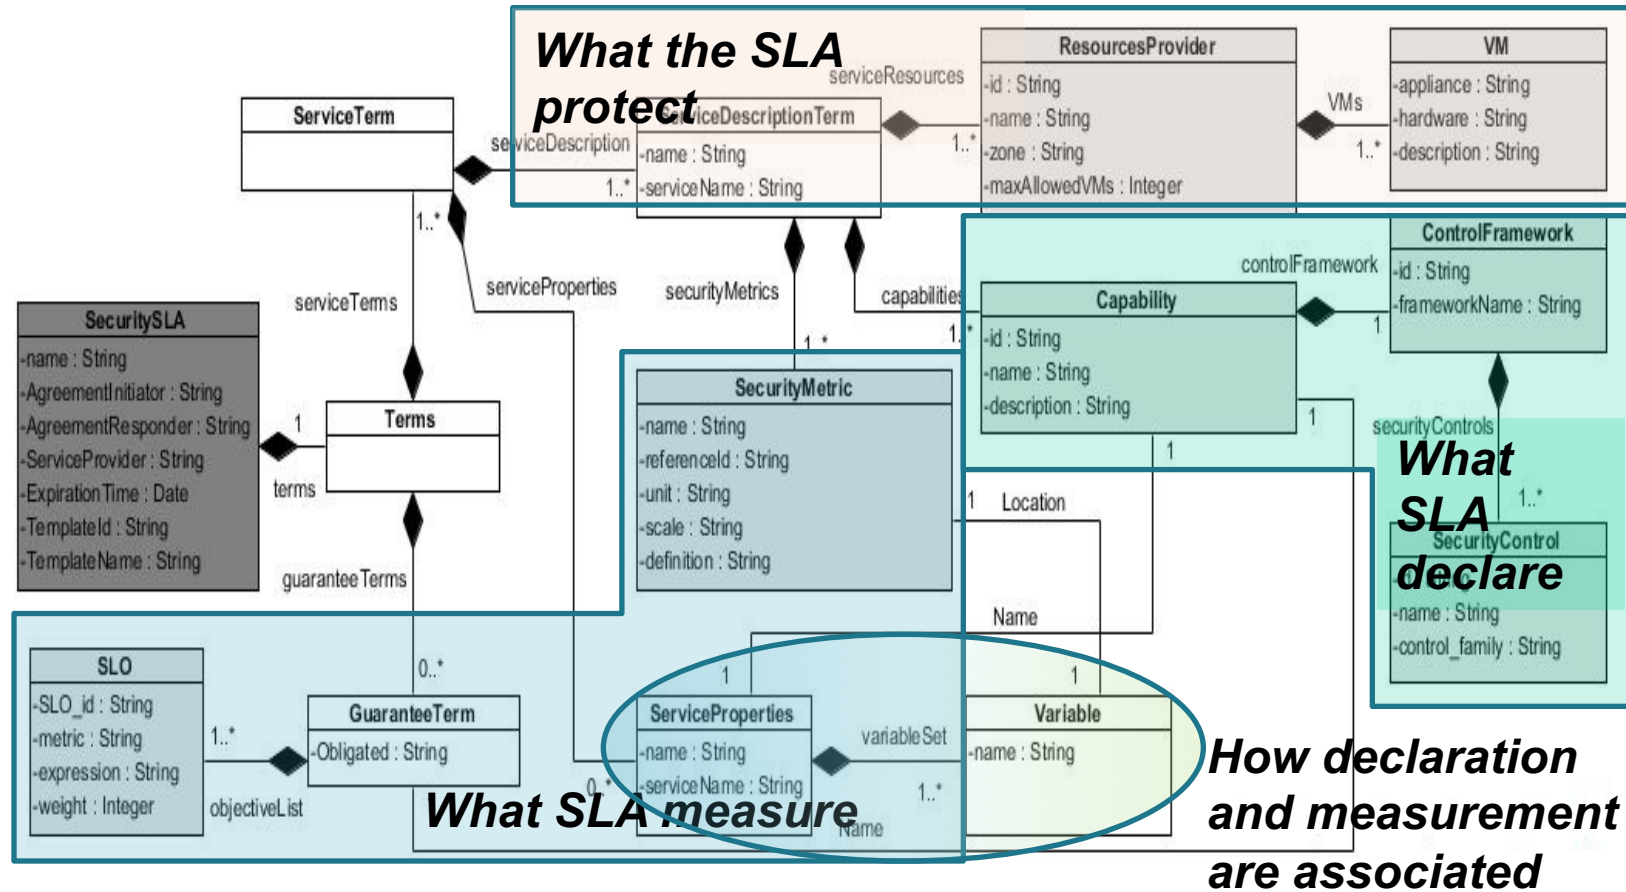 What the SLA
protect
ResourcesProvider
-id : String
-name : String
-zone : String
-maxAllowedVMs : Integer
VM
-appliance : String
-hardware : String
-description : String
serviceResources
1..*
VMs
1..*
ServiceTerm
serviceDescription
1..*
ServiceDescriptionTerm
-name : String
-serviceName : String
1..*
serviceTerms
serviceProperties
securityMetrics
1..*
capabilities
1..*
controlFramework
1
ControlFramework
-id : String
-frameworkName : String
Capability
-id : String
-name : String
-description : String
SecuritySLA
-name : String
-AgreementInitiator : String
-AgreementResponder : String
-ServiceProvider : String
-ExpirationTime : Date
-TemplateId : String
-TemplateName : String
1
terms
Terms
guaranteeTerms
0..*
SecurityMetric
-name : String
-referenceId : String
-unit : String
-scale : String
-definition : String
1
Location
1
1
1
Name
1
securityControls
1..*
What
SLA
declare
SecurityControl
-name : String
-control_family : String
SLO
-SLO_id : String
-metric : String
-expression : String
-weight : Integer
1..*
objectiveList
GuaranteeTerm
-Obligated : String
ServiceProperties
-name : String
-serviceName : String
0..*
variableSet
1..*
Variable
-name : String
Name
What SLA measure
How declaration
and measurement
are associated